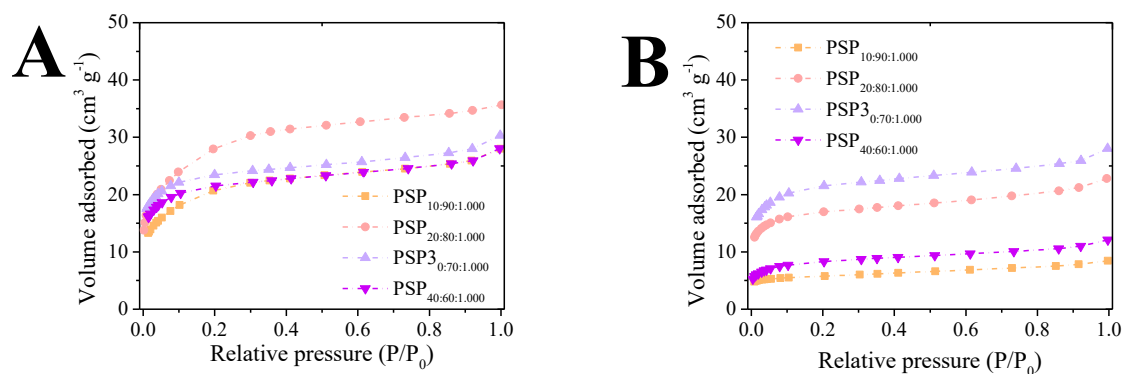 A
Volume adsorbed (cm³ g⁻¹)
50
40
30
20
10
0
PSP₁₀:₉₀:₁.₀₀₀
PSP₂₀:₈₀:₁.₀₀₀
PSP3₀:₇₀:₁.₀₀₀
PSP₄₀:₆₀:₁.₀₀₀
0.0 0.2 0.4 0.6 0.8 1.0
Relative pressure (P/P₀)
B
Volume adsorbed (cm³ g⁻¹)
50
40
30
20
10
0
PSP₁₀:₉₀:₁.₀₀₀
PSP₂₀:₈₀:₁.₀₀₀
PSP3₀:₇₀:₁.₀₀₀
PSP₄₀:₆₀:₁.₀₀₀
0.0 0.2 0.4 0.6 0.8 1.0
Relative pressure (P/P₀)